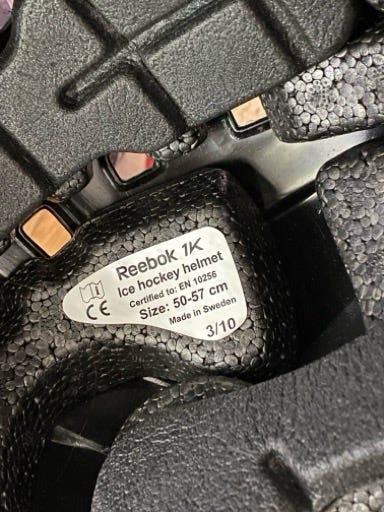 Reebok 1K
Ice hockey helmet
Certified to: EN 10256
CE Size: 50-57 cm
Made in Sweden
3/10